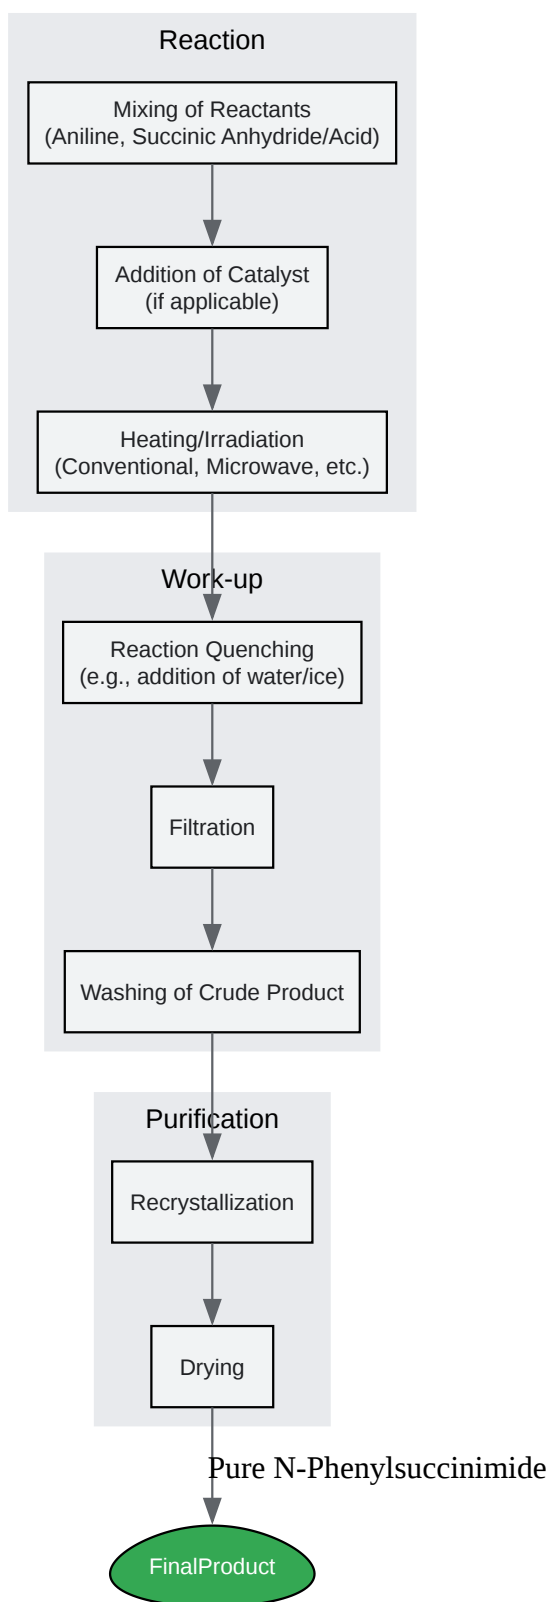 Reaction
Mixing of Reactants
(Aniline, Succinic Anhydride/Acid)
Addition of Catalyst
(if applicable)
Heating/Irradiation
(Conventional, Microwave, etc.)
Work-up
Reaction Quenching
(e.g., addition of water/ice)
Filtration
Washing of Crude Product
Purification
Recrystallization
Drying
Pure N-Phenylsuccinimide
FinalProduct